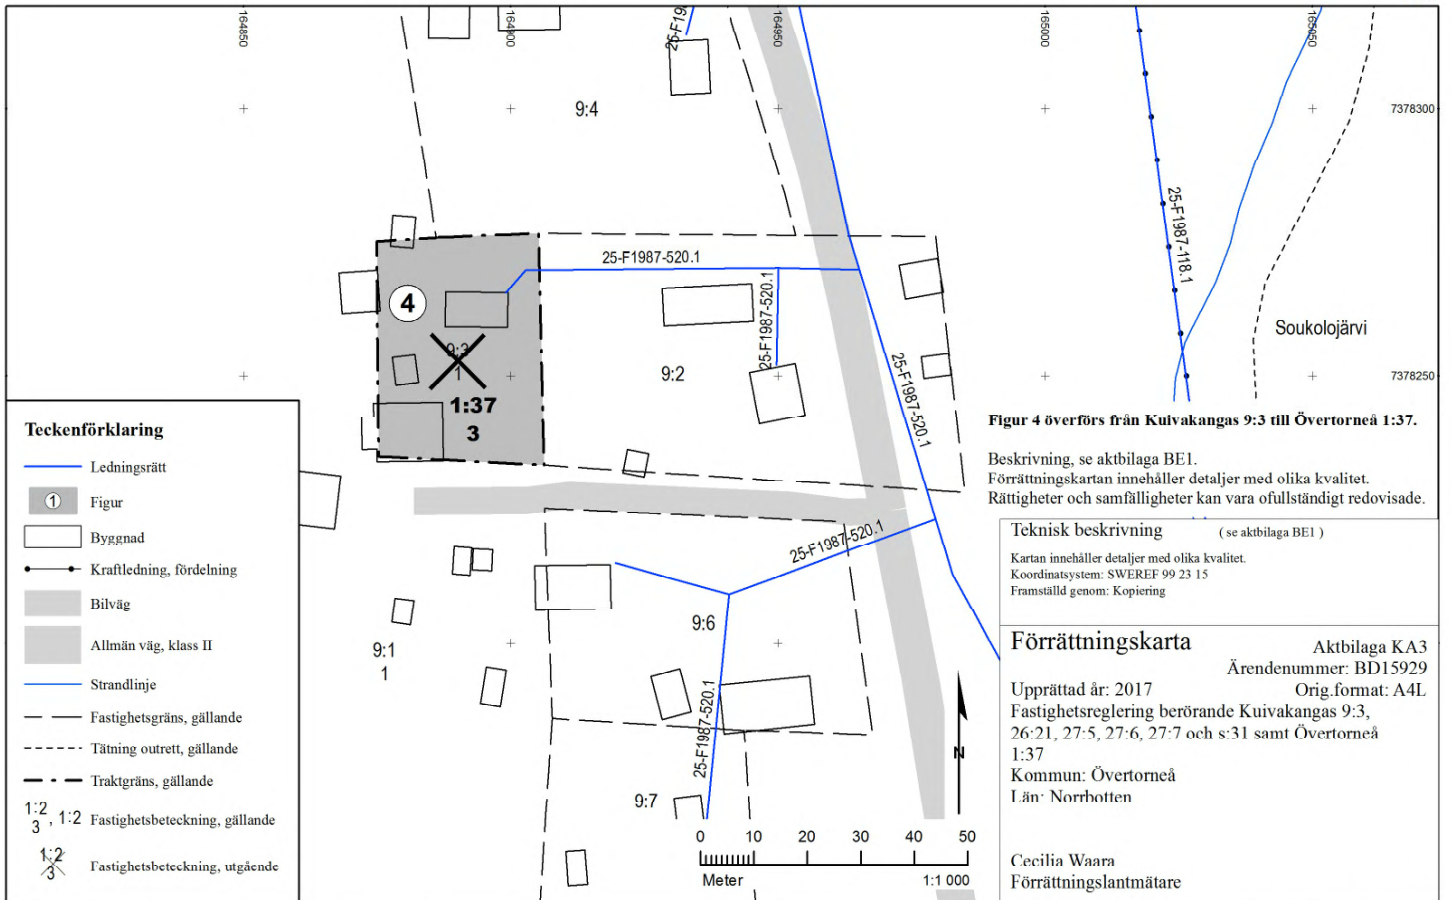 164850
164900
164950
165000
165050
25-F19
9:4
7378300
25-F1987-118.1
25-F1987-520.1
4
25-F1987-520.1
Soukolojärvi
9:3
1
9:2
25-F1987-520.1
7378250
1:37
3
Figur 4 överförs från Kuivakangas 9:3 till Övertorneå 1:37.
Beskrivning, se aktbilaga BE1.
Förrättningskartan innehåller detaljer med olika kvalitet.
Rättigheter och samfälligheter kan vara ofullständigt redovisade.
Teckenförklaring
Ledningsrätt
1 Figur
Byggnad
Kraftledning, fördelning
Bilväg
Allmän väg, klass II
Strandlinje
Fastighetsgräns, gällande
Tätning outrett, gällande
Traktgräns, gällande
1:2
3 , 1:2 Fastighetsbeteckning, gällande
1:2
3 Fastighetsbeteckning, utgående
25-F1987-520.1
9:6
9:1
1
25-F1987-520.1
9:7
N
0 10 20 30 40 50
Meter 1:1 000
Teknisk beskrivning ( se aktbilaga BE1 )
Kartan innehåller detaljer med olika kvalitet.
Koordinatsystem: SWEREF 99 23 15
Framställd genom: Kopiering
Förrättningskarta Aktbilaga KA3
Ärendenummer: BD15929
Upprättad år: 2017 Orig.format: A4L
Fastighetsreglering berörande Kuivakangas 9:3,
26:21, 27:5, 27:6, 27:7 och s:31 samt Övertorneå
1:37
Kommun: Övertorneå
Län: Norrbotten
Cecilia Waara
Förrättningslantmätare